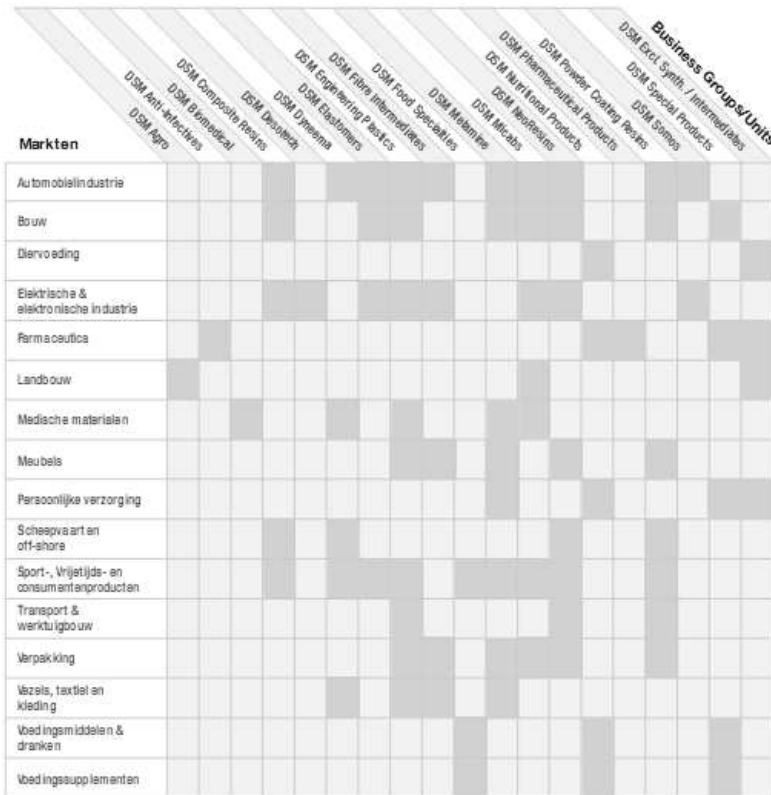 Business Groups/Units
DSM Agro
DSM Anti-Infectives
DSM Biomedical
DSM Composite Resins
DSM Desotech
DSM Dyneema
DSM Elastomers
DSM Engineering Plastics
DSM Fibre Intermediates
DSM Food Specialties
DSM Melamine
DSM Micabs
DSM NeoResins
DSM Nutritional Products
DSM Pharmaceutical Products
DSM Powder Coating Resins
DSM Somos
DSM Special Products
DSM Excl. Synth. / Intermediates
Markten
Automobielindustrie
Bouw
Diervoeding
Elektrische &
elektronische industrie
Farmaceutica
Landbouw
Medische materialen
Meubels
Persoonlijke verzorging
Scheepvaart en
off-shore
Sport-, Vrijetijds- en
consumentenproducten
Transport &
werktuigbouw
Verpakking
Vezels, textiel en
kleding
Voedingsmiddelen &
dranken
Voedingssupplementen